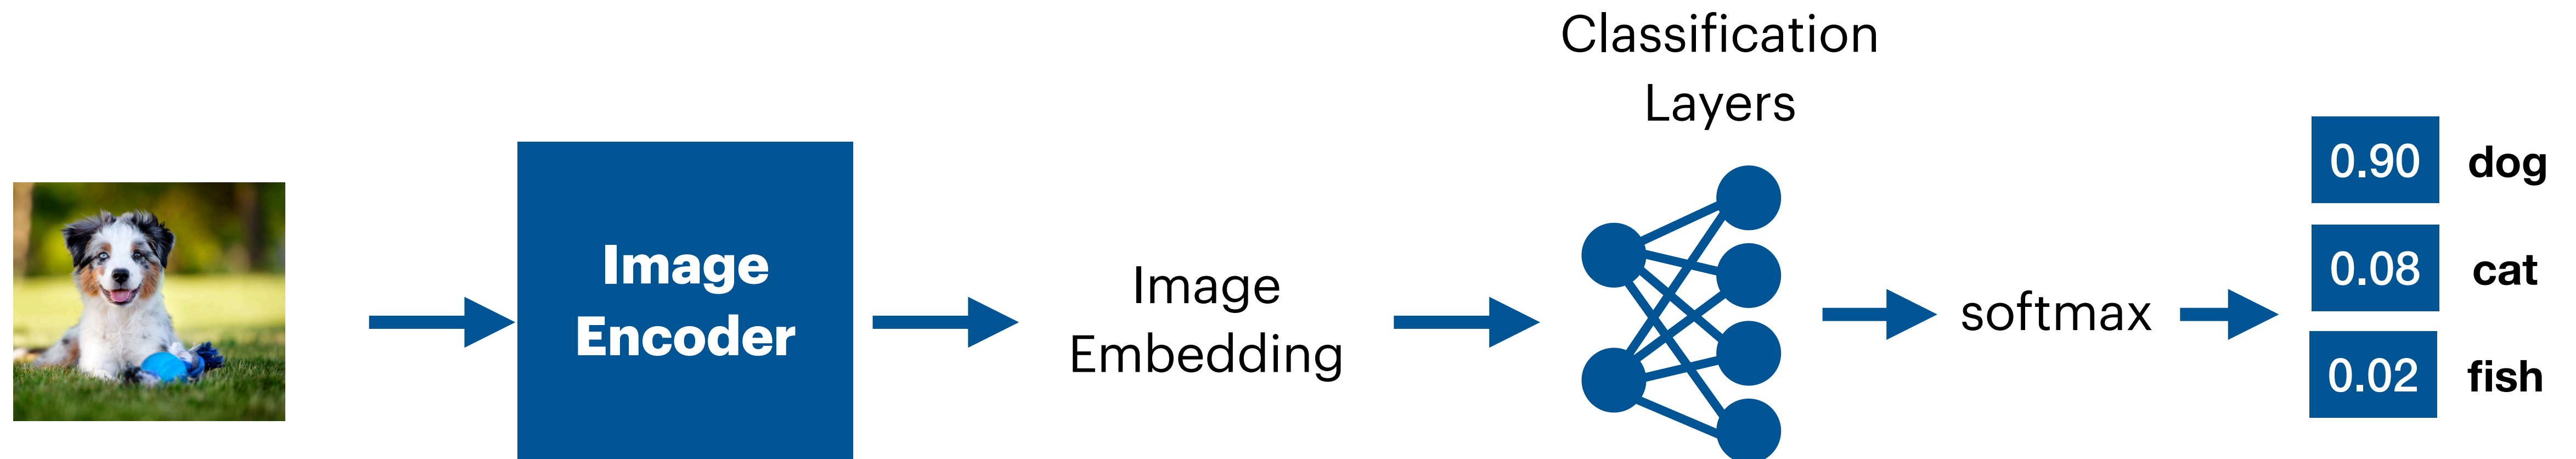 Image
Encoder
Image
Embedding
Classification
Layers
softmax
0.90 dog
0.08 cat
0.02 fish